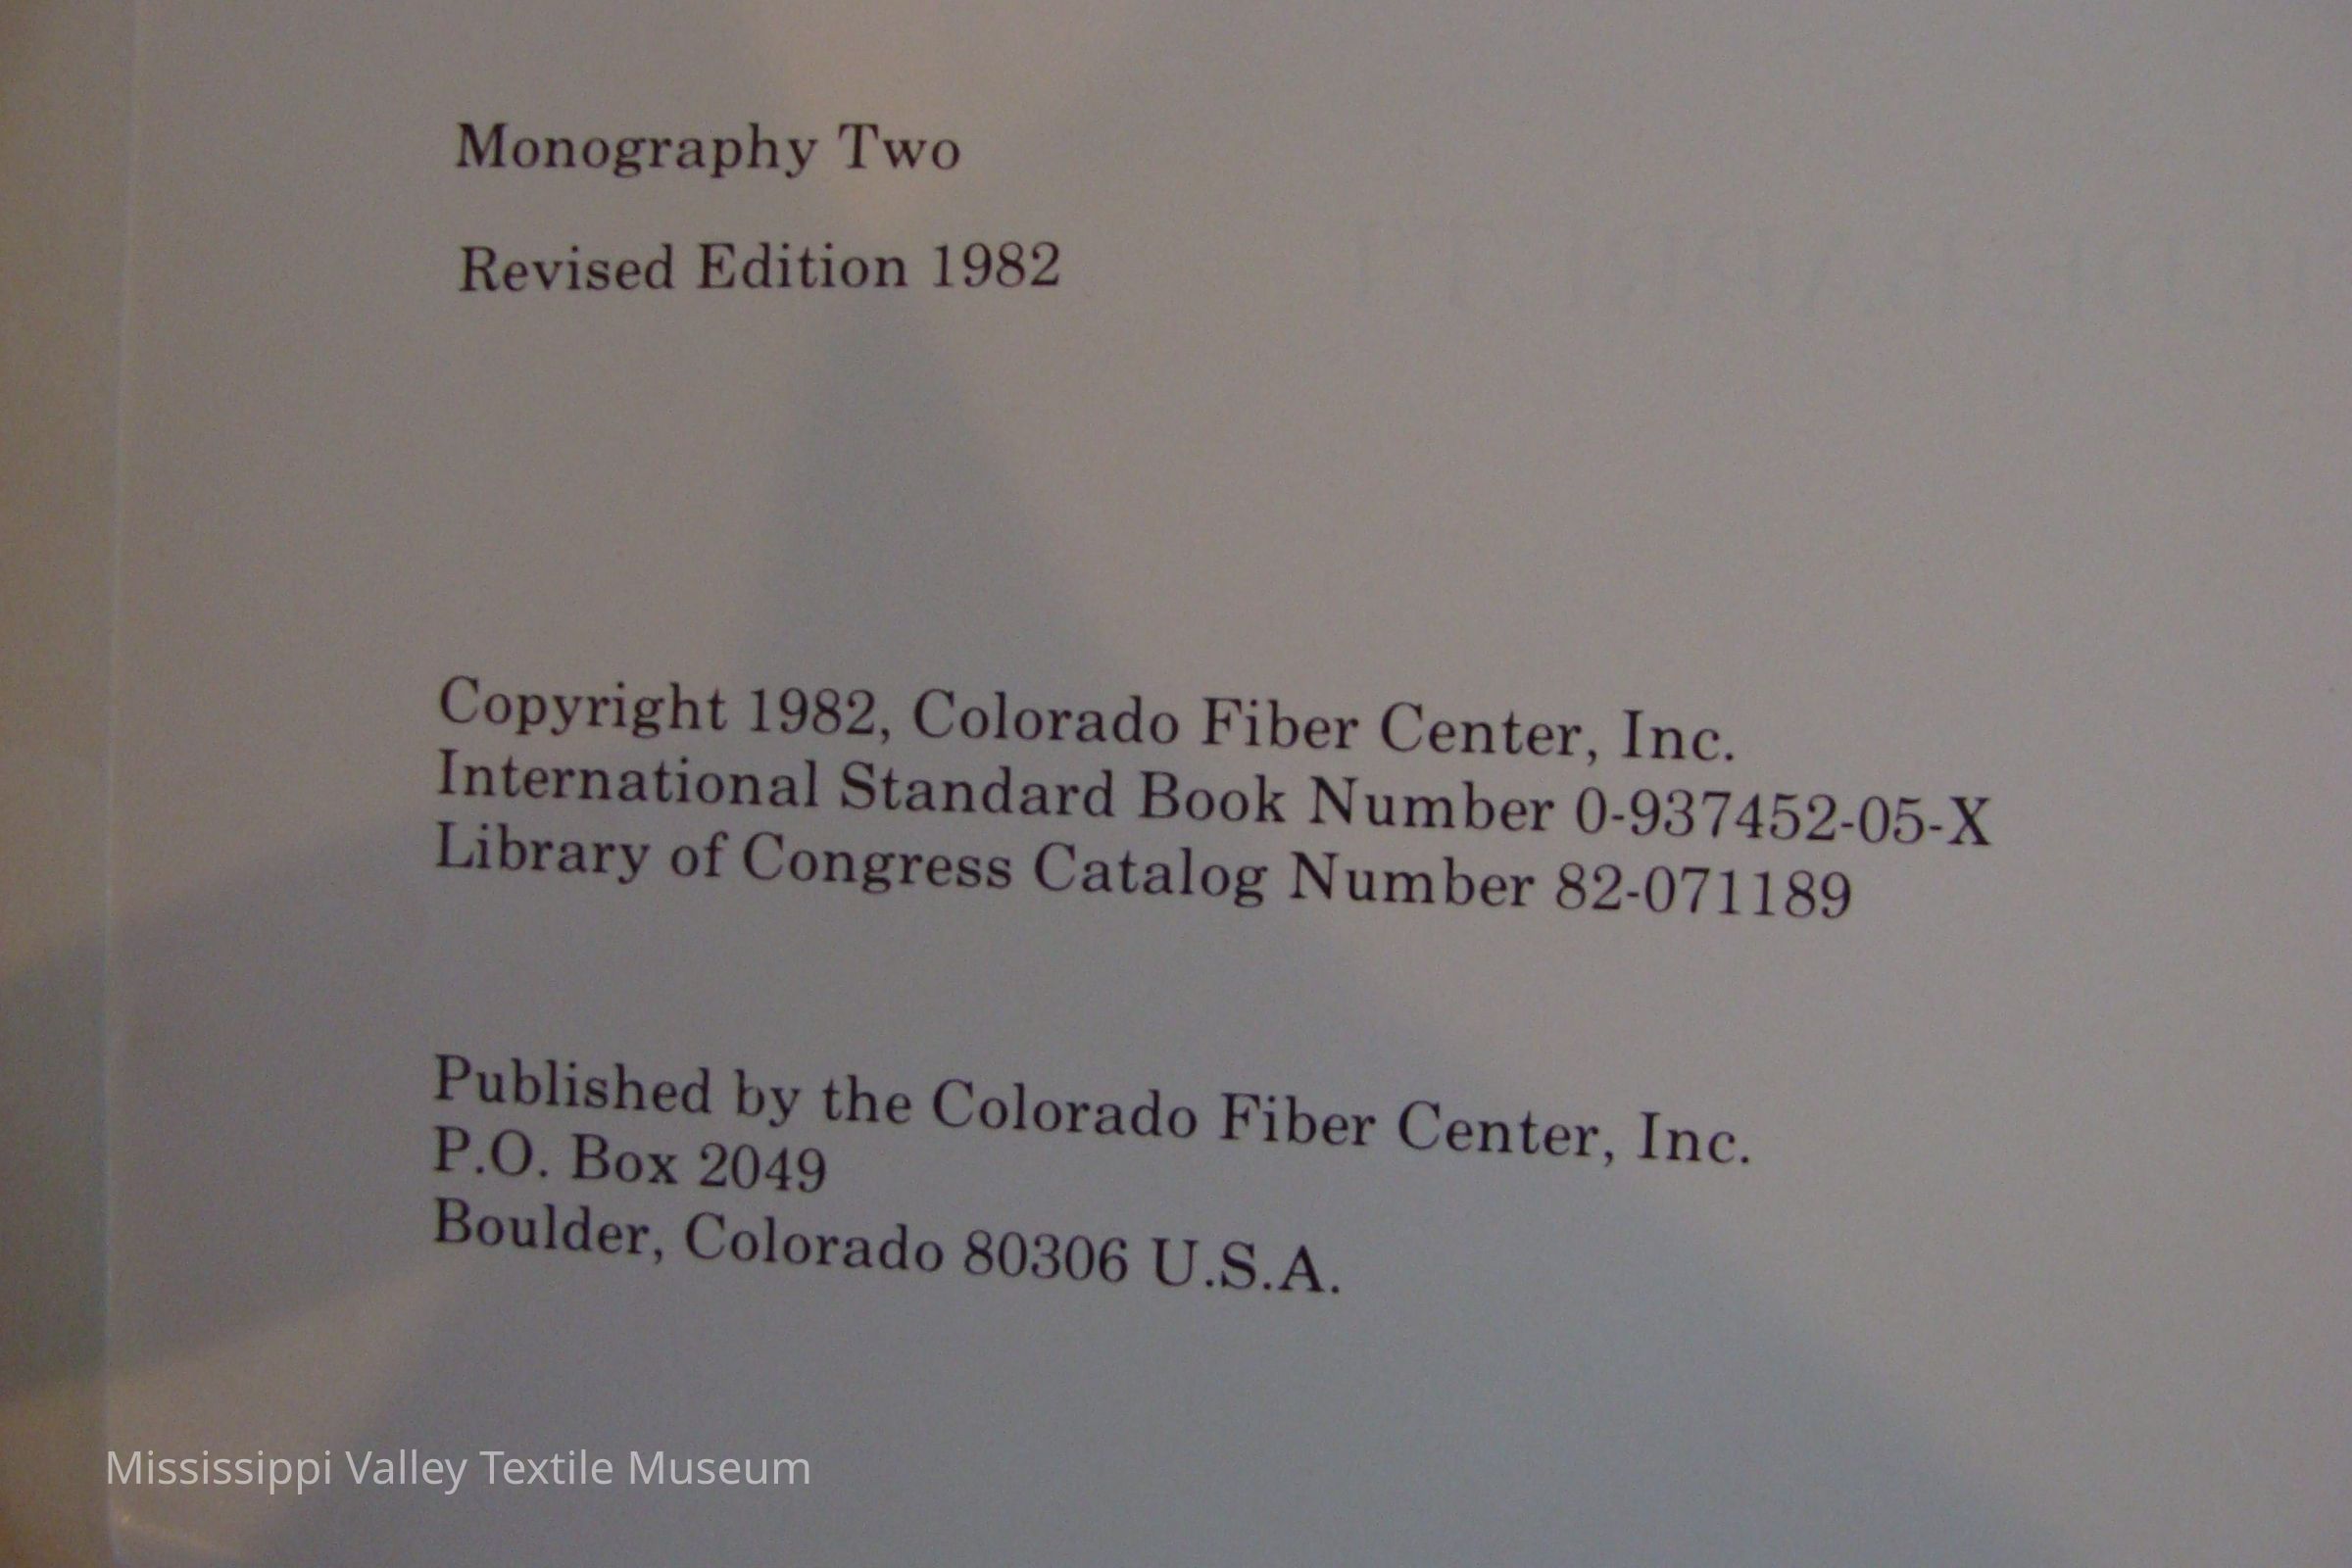 Monography Two
Revised Edition 1982
Copyright 1982, Colorado Fiber Center, Inc.
International Standard Book Number 0-937452-05-X
Library of Congress Catalog Number 82-071189
Published by the Colorado Fiber Center, Inc.
P.O. Box 2049
Boulder, Colorado 80306 U.S.A.
Mississippi Valley Textile Museum